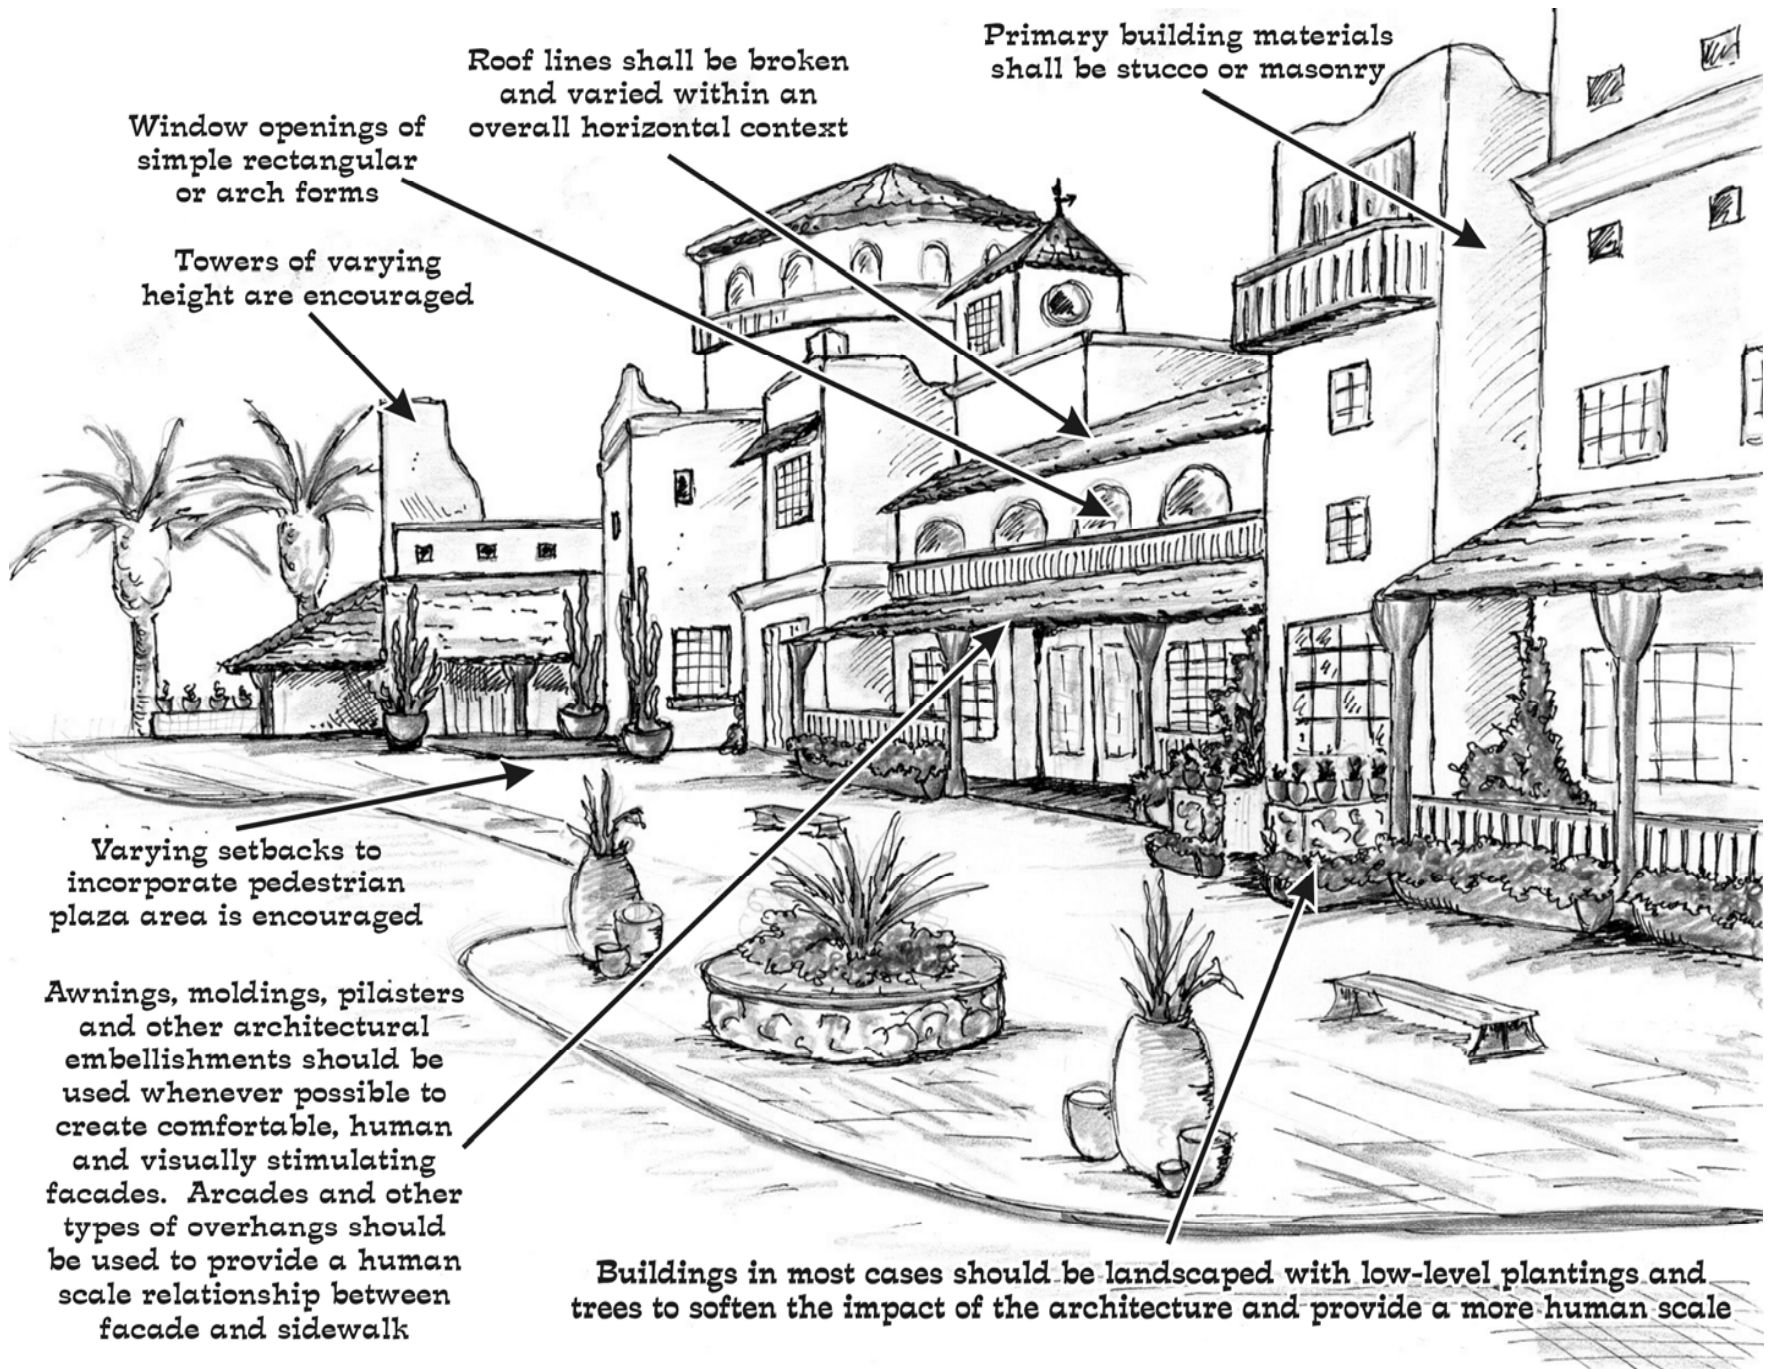 Primary building materials
shall be stucco or masonry
Roof lines shall be broken
and varied within an
overall horizontal context
Window openings of
simple rectangular
or arch forms
Towers of varying
height are encouraged
Varying setbacks to
incorporate pedestrian
plaza area is encouraged
Awnings, moldings, pilasters
and other architectural
embellishments should be
used whenever possible to
create comfortable, human
and visually stimulating
facades. Arcades and other
types of overhangs should
be used to provide a human
scale relationship between
facade and sidewalk
Buildings in most cases should be landscaped with low-level plantings and
trees to soften the impact of the architecture and provide a more human scale